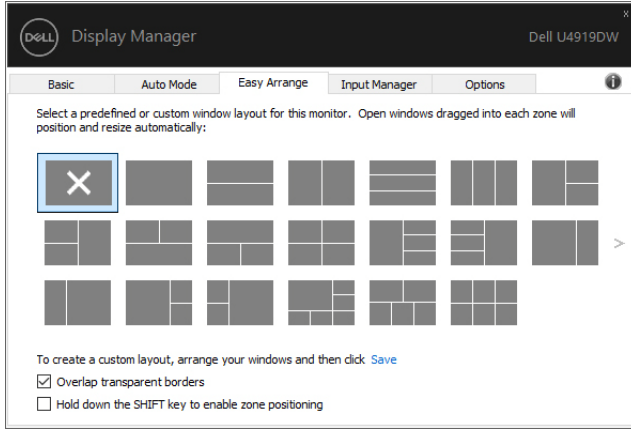 x
DELL Display Manager Dell U4919DW
Basic Auto Mode Easy Arrange Input Manager Options i
Select a predefined or custom window layout for this monitor. Open windows dragged into each zone will
position and resize automatically:
>
To create a custom layout, arrange your windows and then click Save
Overlap transparent borders
Hold down the SHIFT key to enable zone positioning